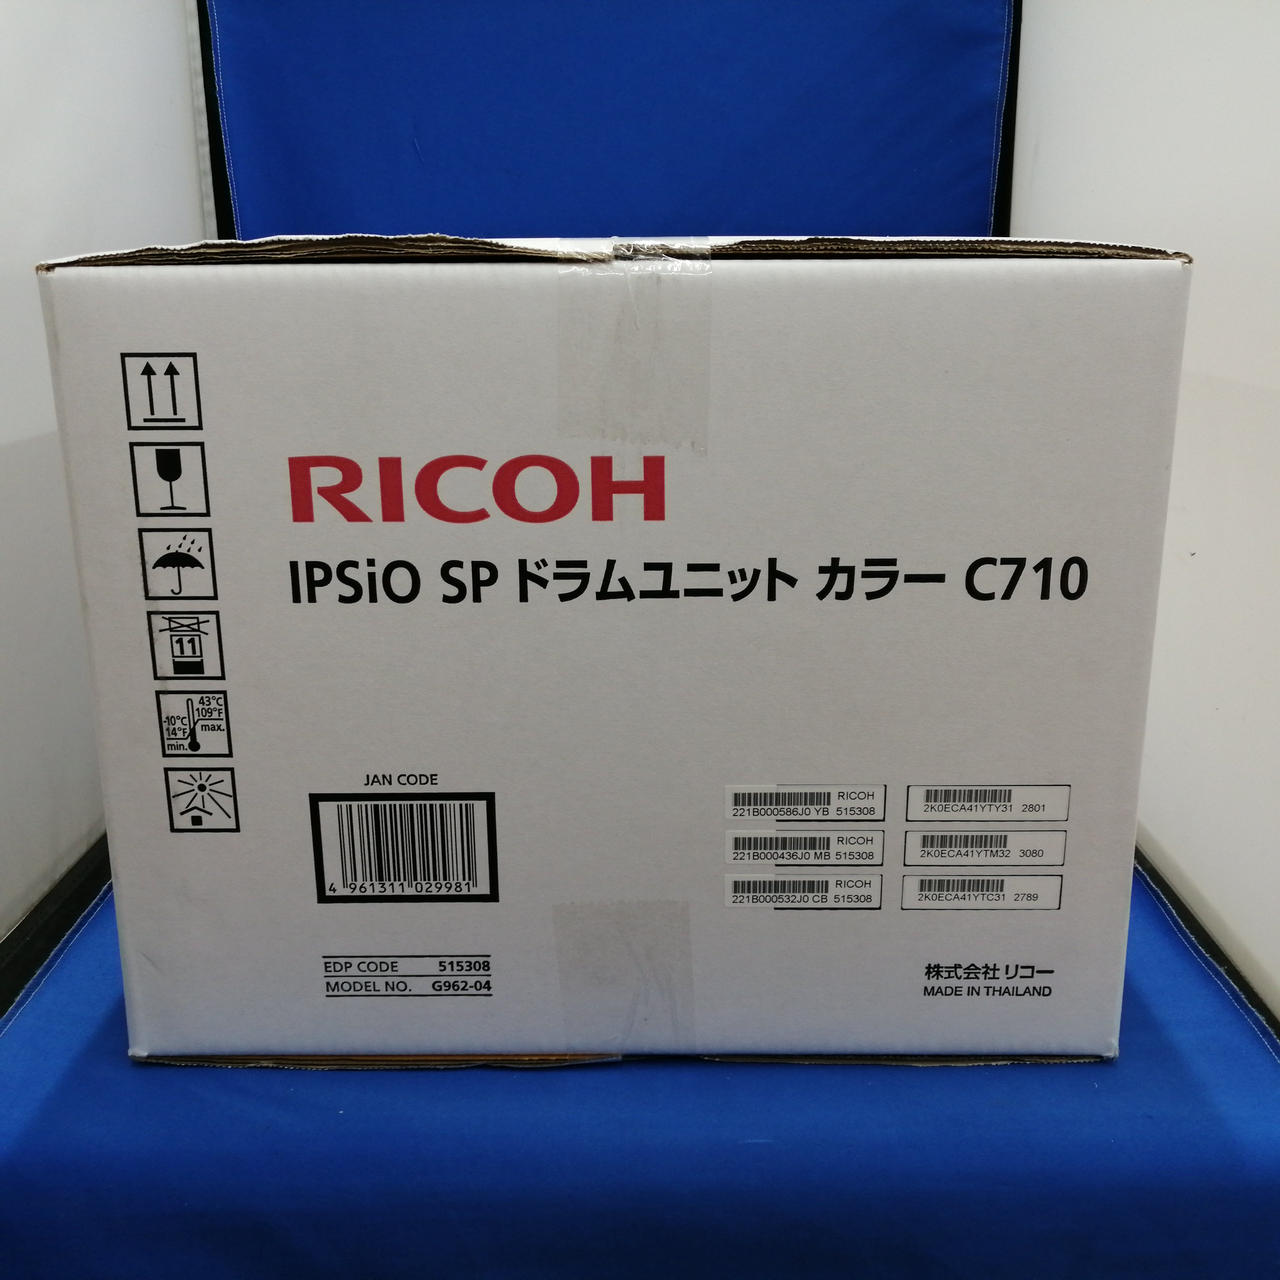 RICOH
IPSiO SP ドラムユニット カラー C710
11
43°C
109°F
max.
-10°C
14°F
min.
JAN CODE
4 961311 029981
EDP CODE 515308
MODEL NO. G962-04
RICOH
221B000586J0 YB 515308
2K0ECA41YTY31 2801
RICOH
221B000436J0 MB 515308
2K0ECA41YTM32 3080
RICOH
221B000532J0 CB 515308
2K0ECA41YTC31 2789
株式会社 リコー
MADE IN THAILAND